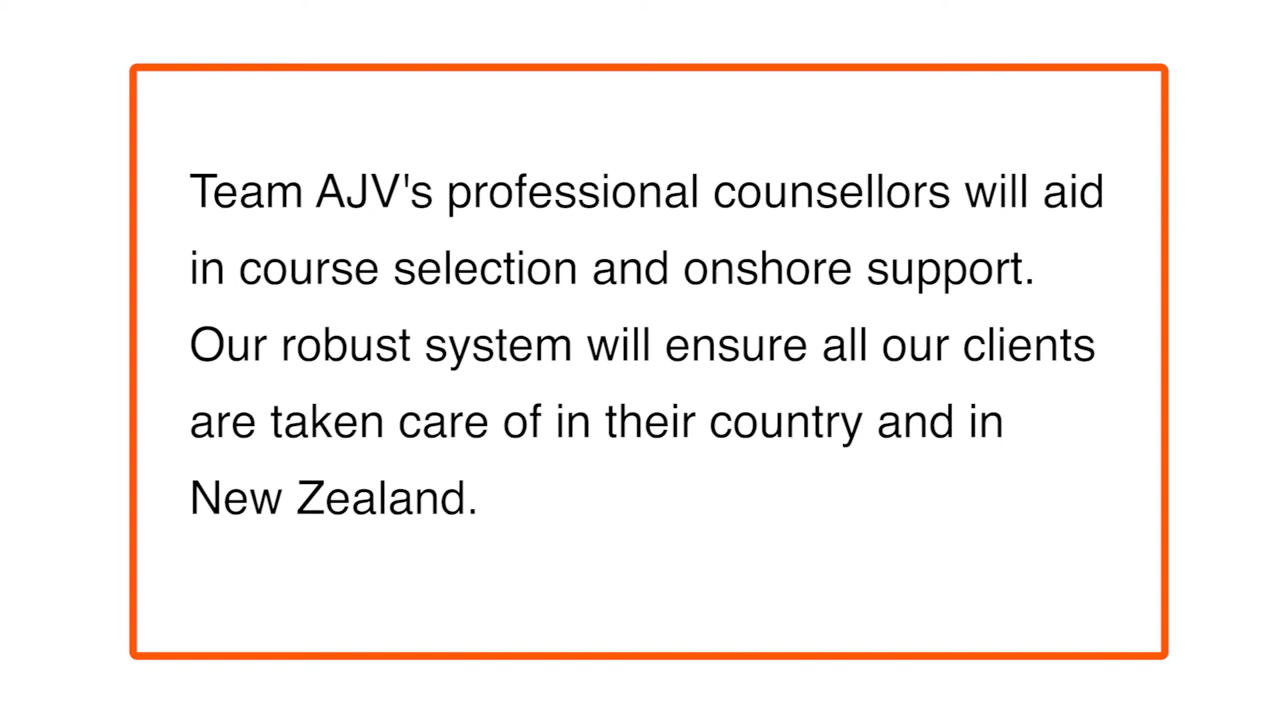 Team AJV's professional counsellors will aid
in course selection and onshore support.
Our robust system will ensure all our clients
are taken care of in their country and in
New Zealand.